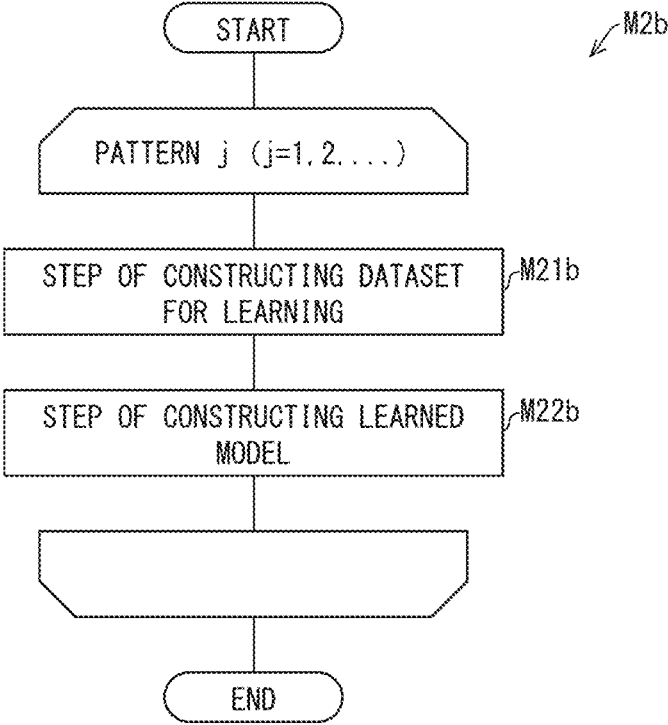 M2b
START
PATTERN j (j=1,2,....)
STEP OF CONSTRUCTING DATASET
FOR LEARNING
M21b
STEP OF CONSTRUCTING LEARNED
MODEL
M22b
END